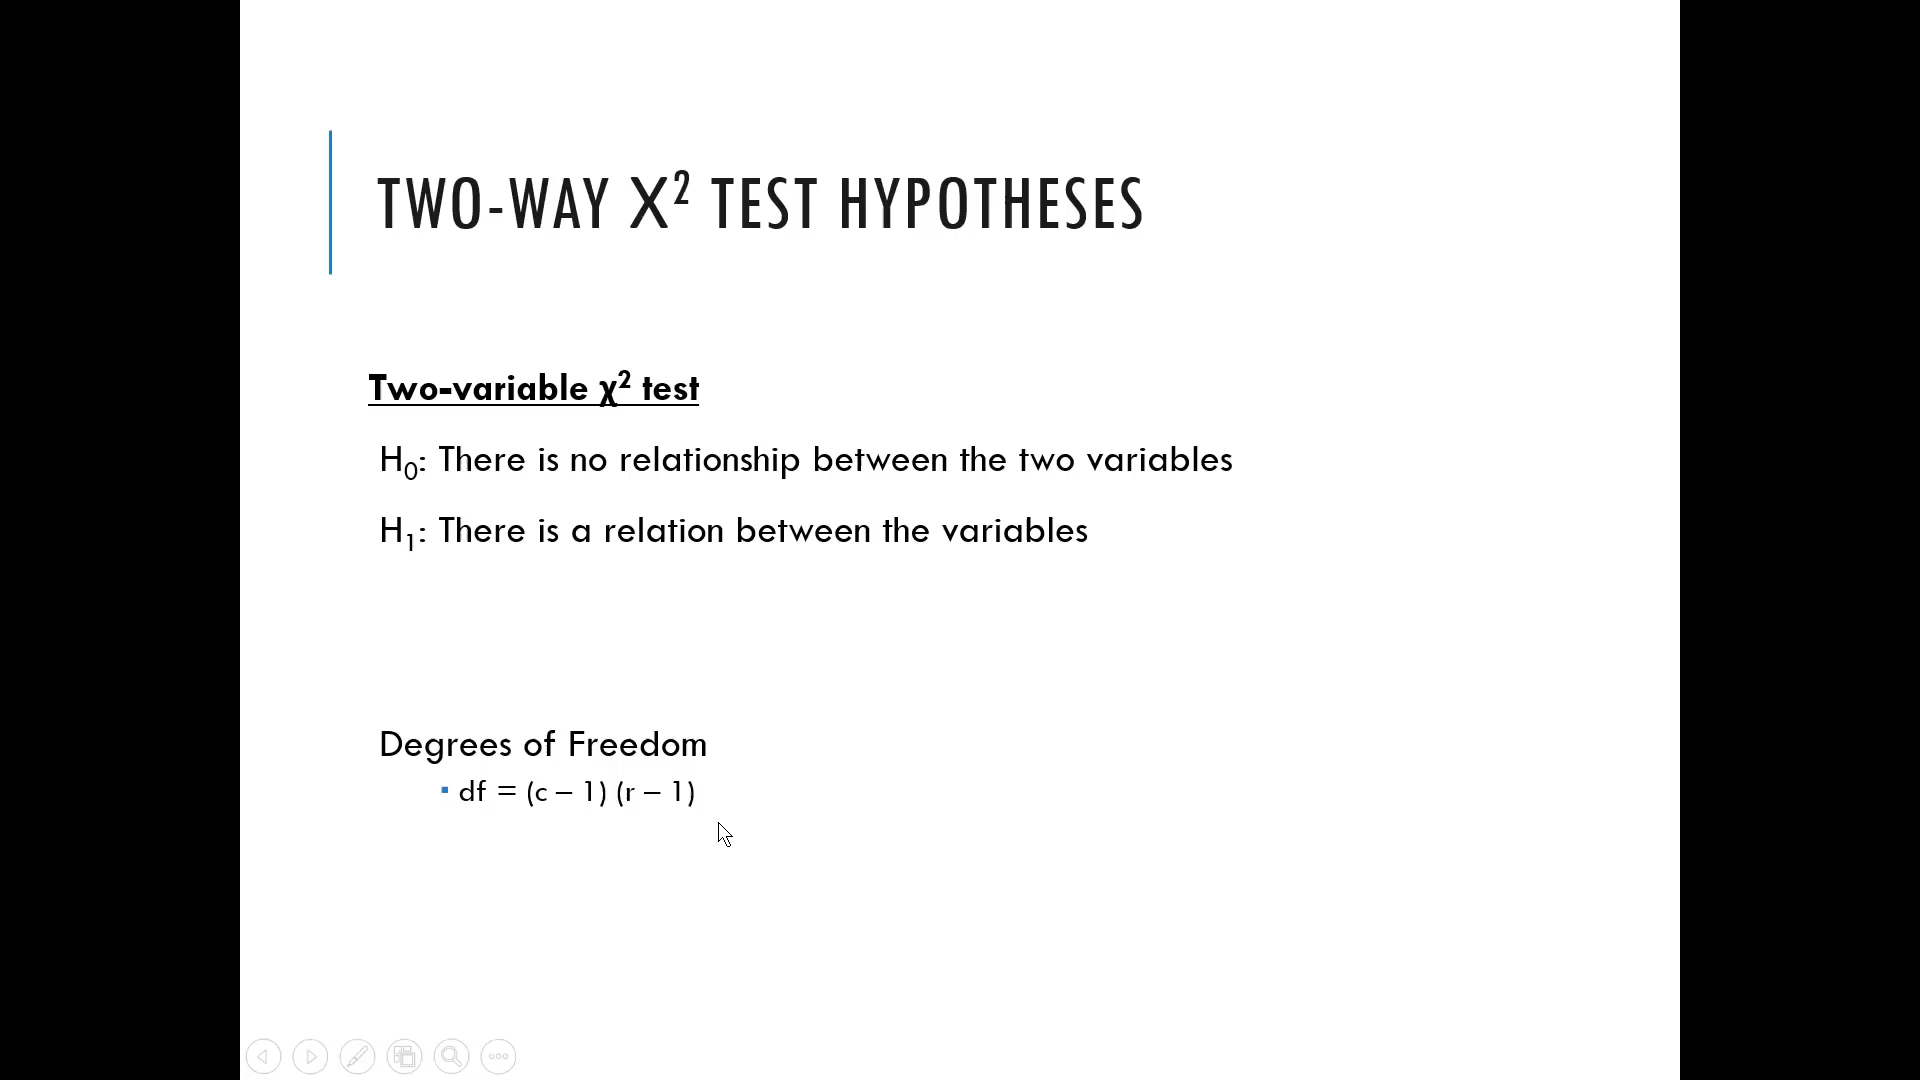 TWO-WAY X² TEST HYPOTHESES
Two-variable χ² test
H₀: There is no relationship between the two variables
H₁: There is a relation between the variables
Degrees of Freedom
▪ df = (c – 1) (r – 1)